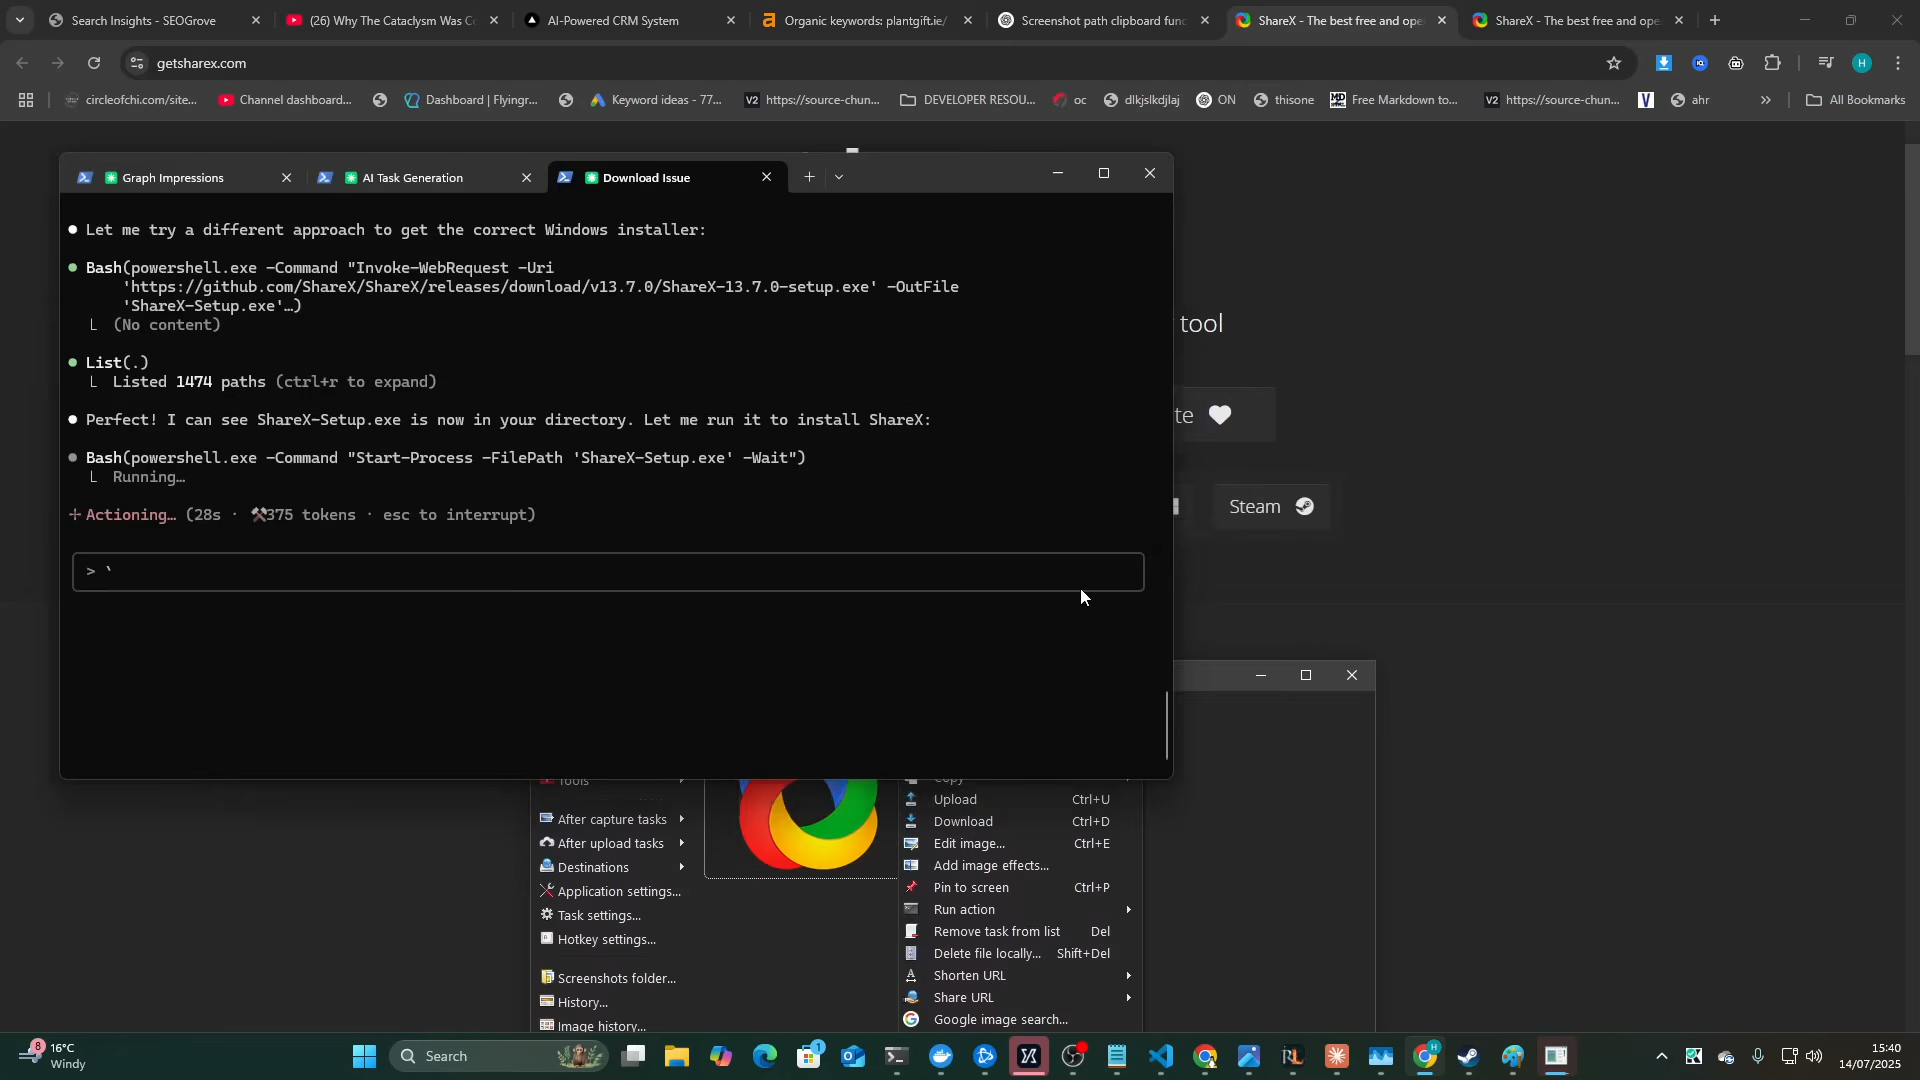 Search Insights - SEOGrove
(26) Why The Cataclysm Was Co
AI-Powered CRM System
Organic keywords: plantgift.ie/
Screenshot path clipboard func
ShareX - The best free and ope
ShareX - The best free and ope
getsharex.com
H
circleofchi.com/site...
Channel dashboard...
Dashboard | Flyingr...
Keyword ideas - 77...
https://source-chun...
DEVELOPER RESOU...
oc
dlkjslkdjlaj
ON
thisone
Free Markdown to...
https://source-chun...
ahr
All Bookmarks
Graph Impressions
AI Task Generation
Download Issue
Let me try a different approach to get the correct Windows installer:
Bash(powershell.exe -Command "Invoke-WebRequest -Uri
'https://github.com/ShareX/ShareX/releases/download/v13.7.0/ShareX-13.7.0-setup.exe' -OutFile
'ShareX-Setup.exe'…)
(No content)
List(.)
Listed 1474 paths (ctrl+r to expand)
Perfect! I can see ShareX-Setup.exe is now in your directory. Let me run it to install ShareX:
Bash(powershell.exe -Command "Start-Process -FilePath 'ShareX-Setup.exe' -Wait")
Running…
Actioning… (28s · 375 tokens · esc to interrupt)
> `
tool
te
Steam
Tools
After capture tasks
After upload tasks
Destinations
Application settings...
Task settings...
Hotkey settings...
Screenshots folder...
History...
Image history...
Copy
Upload Ctrl+U
Download Ctrl+D
Edit image... Ctrl+E
Add image effects...
Pin to screen Ctrl+P
Run action
Remove task from list Del
Delete file locally... Shift+Del
Shorten URL
Share URL
Google image search...
8
16°C
Windy
Search
1
15:40
14/07/2025